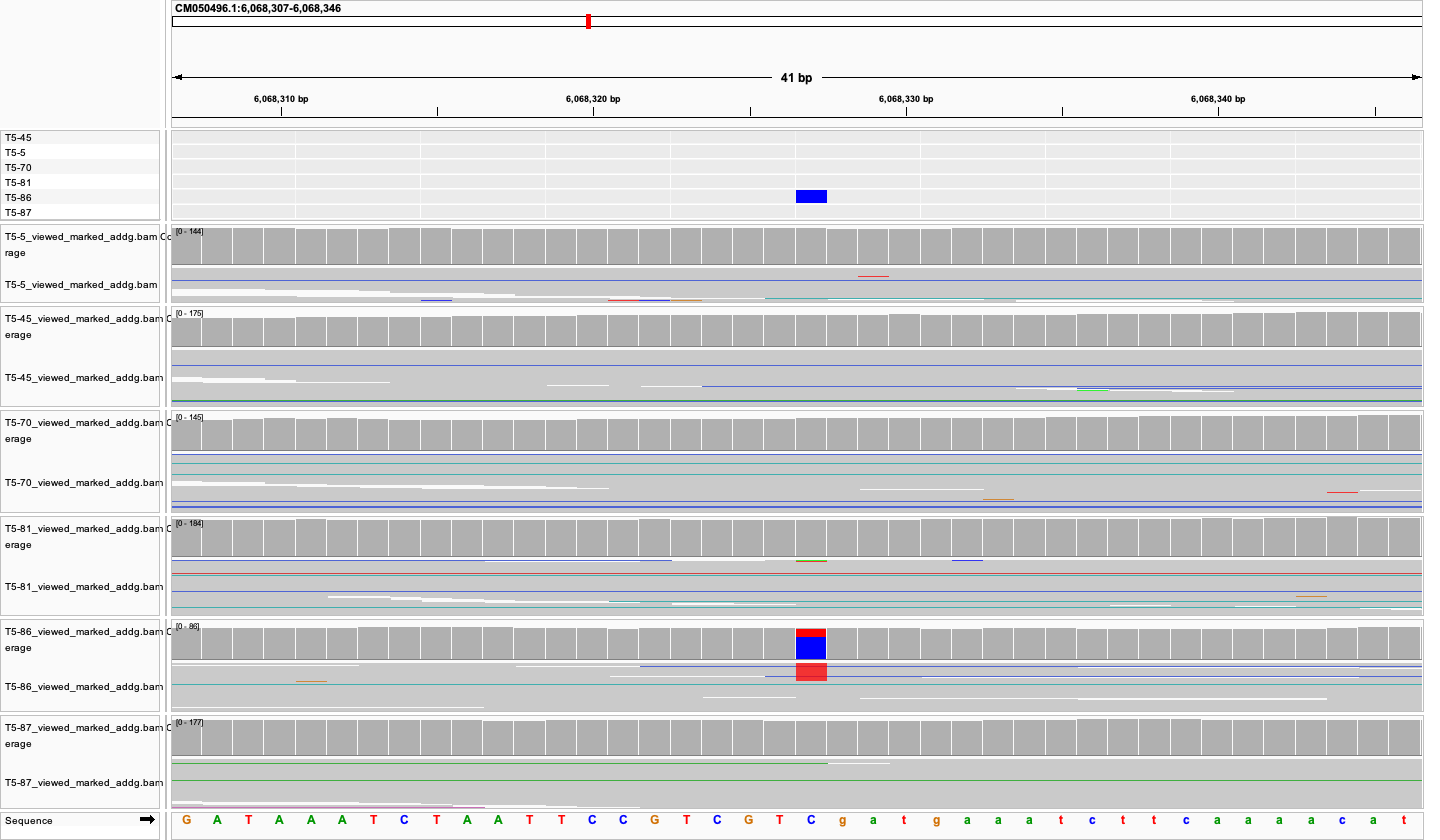 CM050496.1:6,068,307-6,068,346
41 bp
6,068,310 bp 6,068,320 bp 6,068,330 bp 6,068,340 bp
T5-45
T5-5
T5-70
T5-81
T5-86
T5-87
T5-5_viewed_marked_addg.bam Co [0 - 144]
rage
T5-5_viewed_marked_addg.bam
T5-45_viewed_marked_addg.bam C [0 - 175]
erage
T5-45_viewed_marked_addg.bam
T5-70_viewed_marked_addg.bam C [0 - 145]
erage
T5-70_viewed_marked_addg.bam
T5-81_viewed_marked_addg.bam C [0 - 184]
erage
T5-81_viewed_marked_addg.bam
T5-86_viewed_marked_addg.bam C [0 - 86]
erage
T5-86_viewed_marked_addg.bam
T5-87_viewed_marked_addg.bam C [0 - 177]
erage
T5-87_viewed_marked_addg.bam
Sequence G A T A A A T C T A A T T C C G T C G T C g a t g a a a t c t t c a a a a c a t